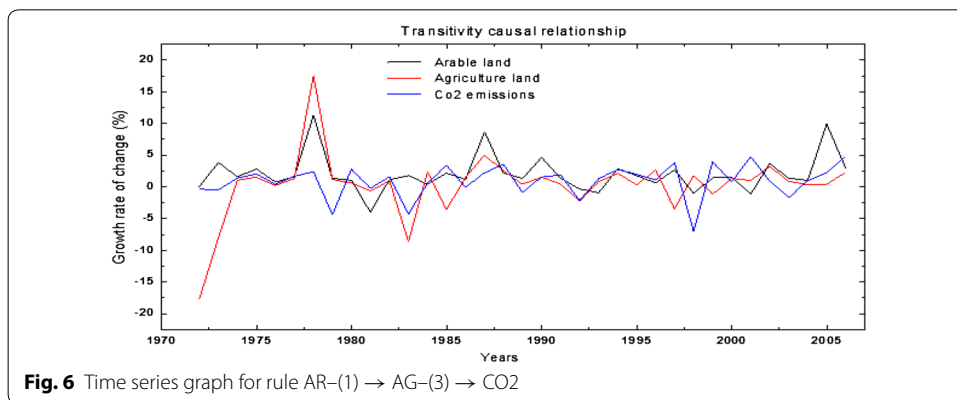 Transitivity causal relationship
Arable land
Agriculture land
Co2 emissions
Growth rate of change (%)
20
15
10
5
0
-5
-10
-15
-20
1970 1975 1980 1985 1990 1995 2000 2005
Years
Fig. 6 Time series graph for rule AR–(1) → AG–(3) → CO2